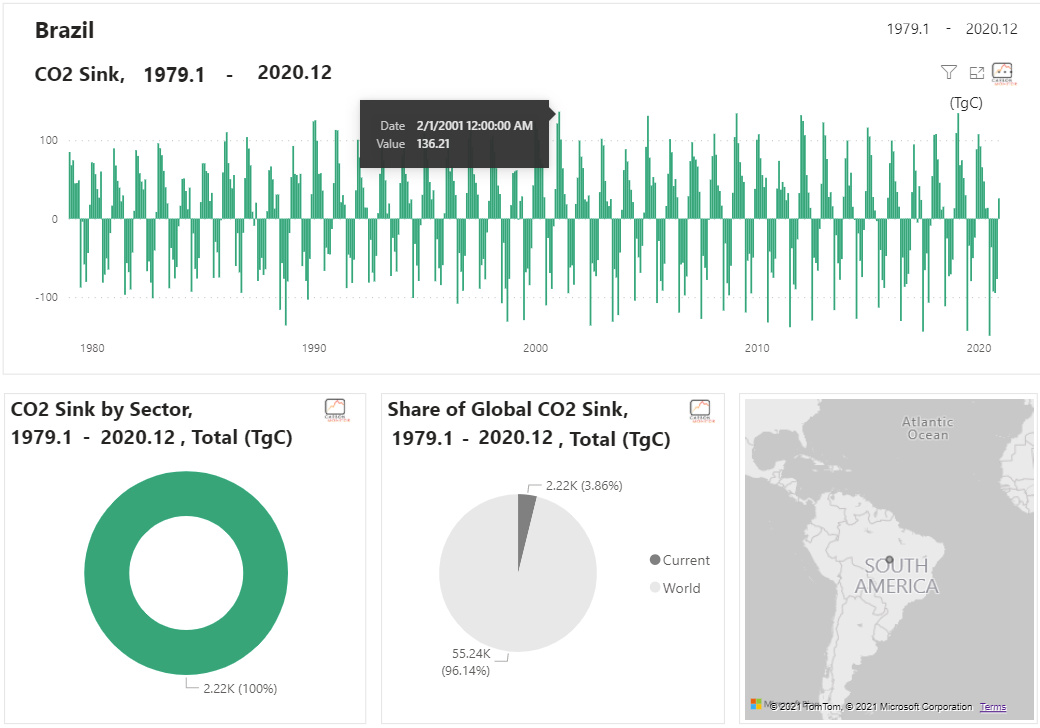 Brazil
1979.1 - 2020.12
CO2 Sink, 1979.1 - 2020.12
(TgC)
Date 2/1/2001 12:00:00 AM
Value 136.21
100
0
-100
1980 1990 2000 2010 2020
CO2 Sink by Sector,
1979.1 - 2020.12 , Total (TgC)
2.22K (100%)
Share of Global CO2 Sink,
1979.1 - 2020.12 , Total (TgC)
2.22K (3.86%)
Current
World
55.24K
(96.14%)
Atlantic
Ocean
SOUTH
AMERICA
© 2021 TomTom, © 2021 Microsoft Corporation Terms